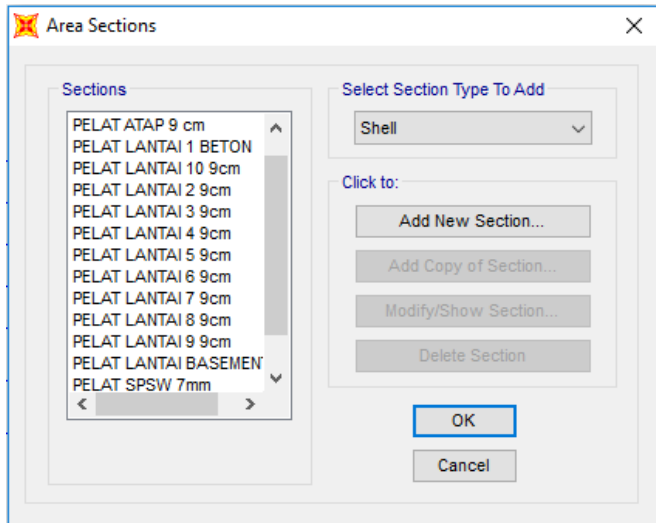 Area Sections
Sections
PELAT ATAP 9 cm
PELAT LANTAI 1 BETON
PELAT LANTAI 10 9cm
PELAT LANTAI 2 9cm
PELAT LANTAI 3 9cm
PELAT LANTAI 4 9cm
PELAT LANTAI 5 9cm
PELAT LANTAI 6 9cm
PELAT LANTAI 7 9cm
PELAT LANTAI 8 9cm
PELAT LANTAI 9 9cm
PELAT LANTAI BASEMEN
PELAT SPSW 7mm
Select Section Type To Add
Shell
Click to:
Add New Section...
Add Copy of Section...
Modify/Show Section...
Delete Section
OK
Cancel